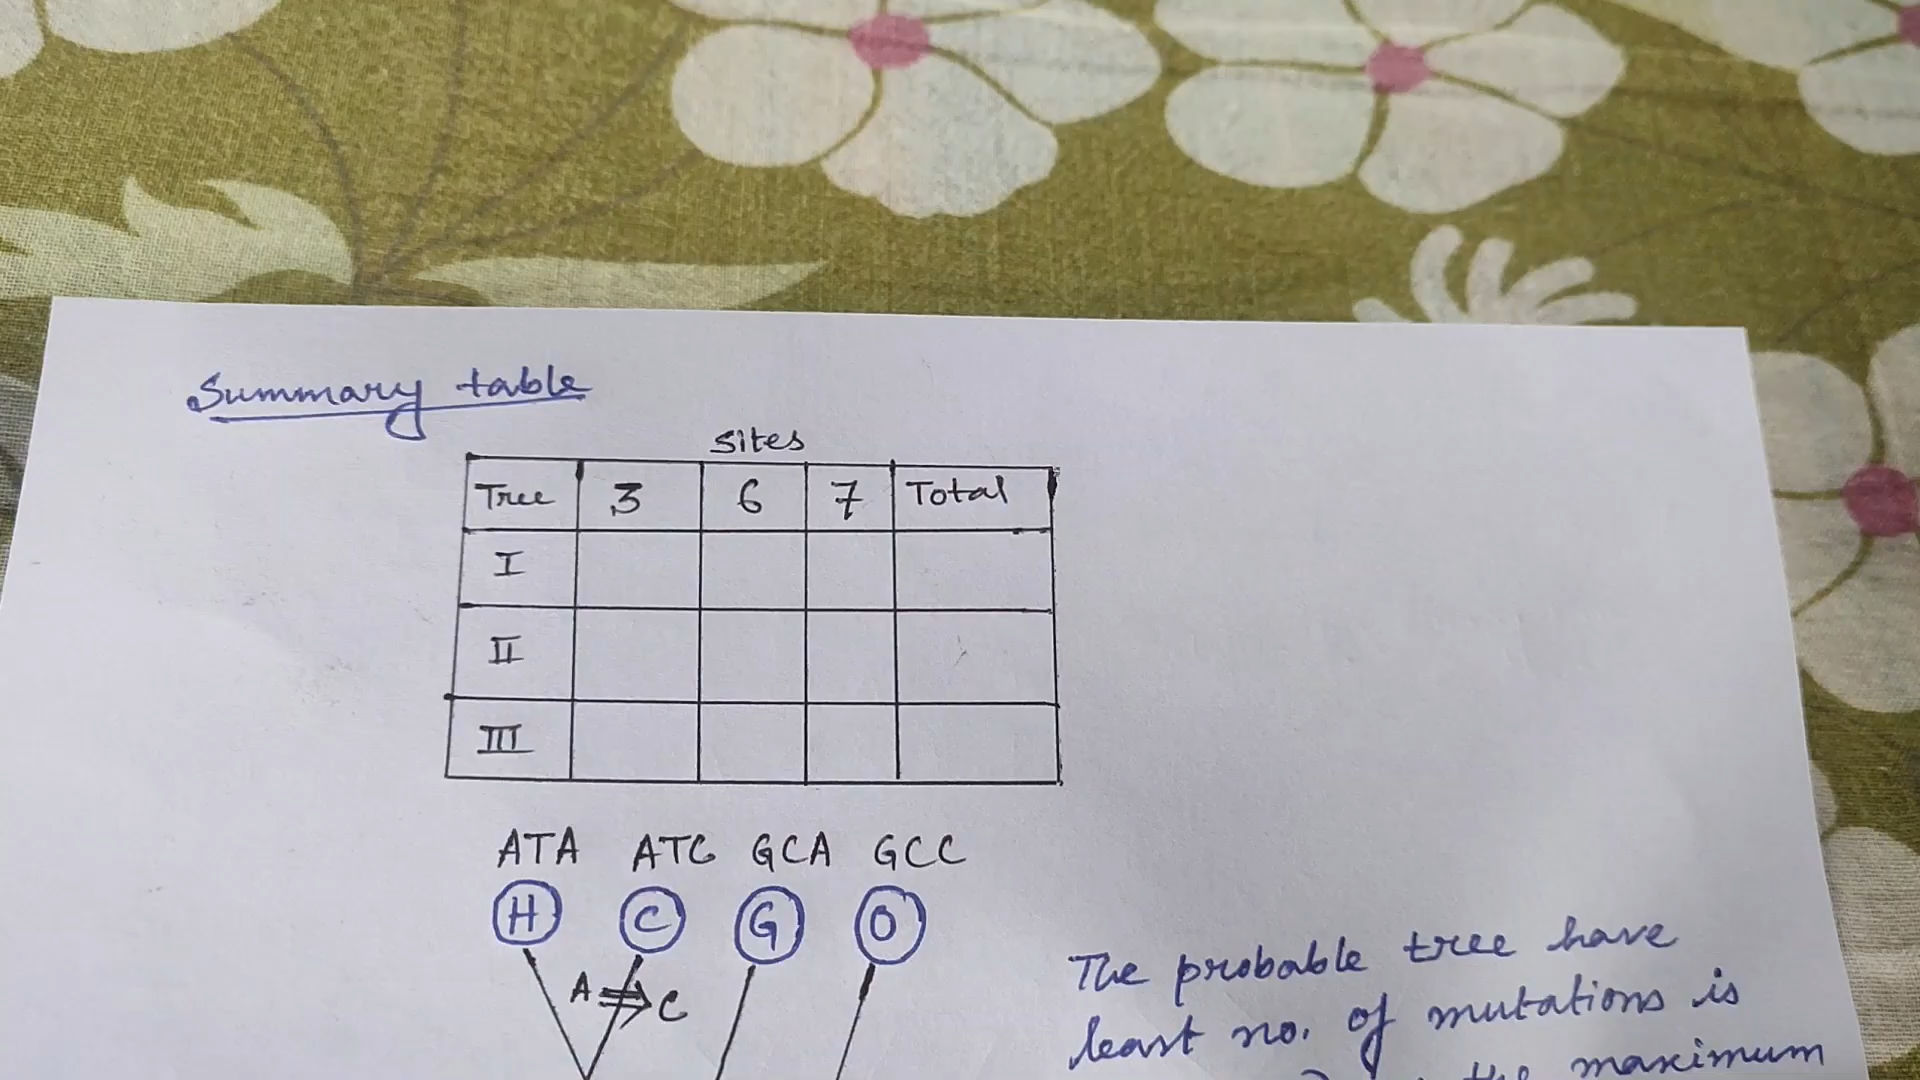 Summary table
Sites
Tree 3 6 7 Total
I
II
III
ATA ATC GCA GCC
H C G O
A ⇒ C
The probable tree have
least no. of mutations is
the maximum